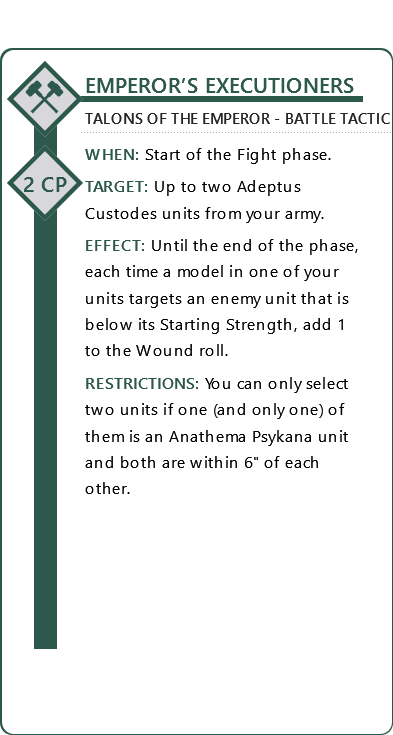 EMPEROR’S EXECUTIONERS
TALONS OF THE EMPEROR - BATTLE TACTIC
WHEN: Start of the Fight phase.
2 CP
TARGET: Up to two Adeptus
Custodes units from your army.
EFFECT: Until the end of the phase,
each time a model in one of your
units targets an enemy unit that is
below its Starting Strength, add 1
to the Wound roll.
RESTRICTIONS: You can only select
two units if one (and only one) of
them is an Anathema Psykana unit
and both are within 6" of each
other.